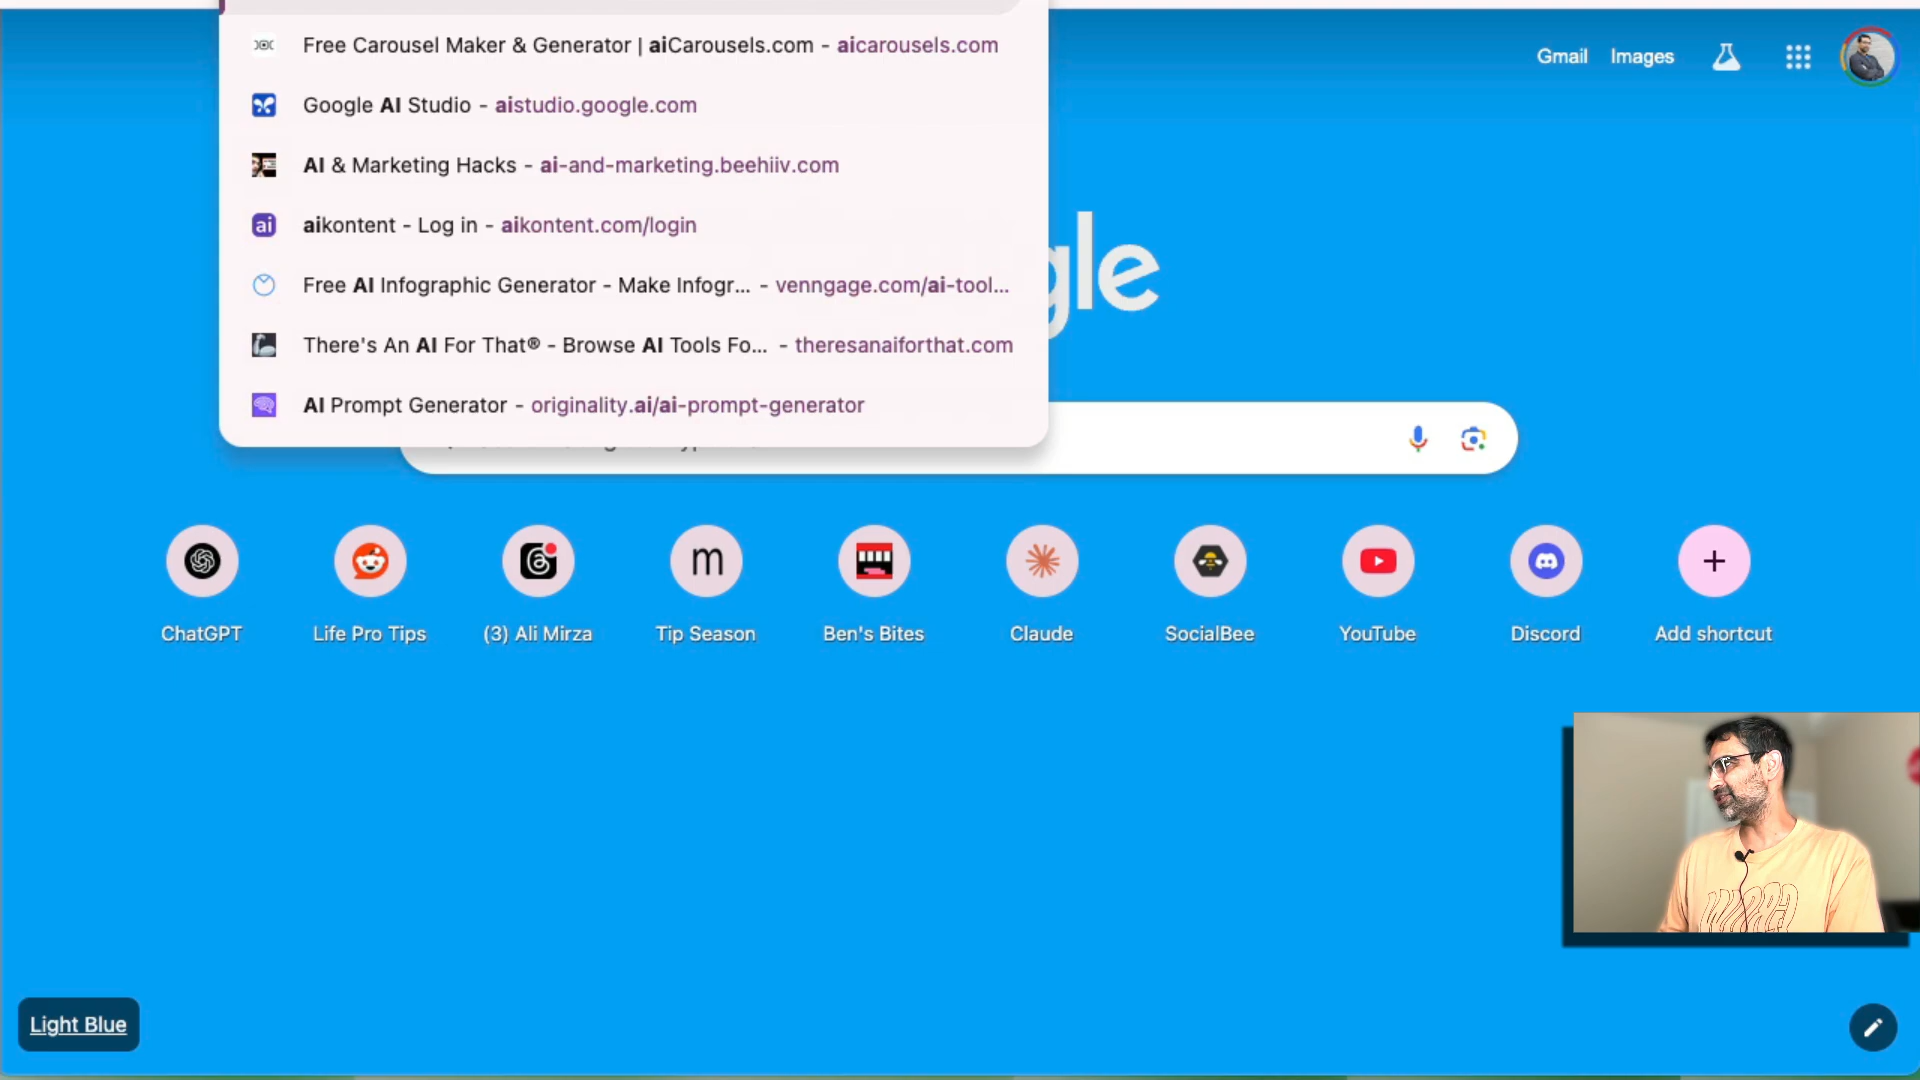 Free Carousel Maker & Generator | aiCarousels.com - aicarousels.com
Gmail Images
Google AI Studio - aistudio.google.com
AI & Marketing Hacks - ai-and-marketing.beehiiv.com
aikontent - Log in - aikontent.com/login
Free AI Infographic Generator - Make Infogr... - venngage.com/ai-tool...
There's An AI For That® - Browse AI Tools Fo... - theresanaiforthat.com
AI Prompt Generator - originality.ai/ai-prompt-generator
gle
ChatGPT
Life Pro Tips
(3) Ali Mirza
Tip Season
Ben's Bites
Claude
SocialBee
YouTube
Discord
Add shortcut
Light Blue